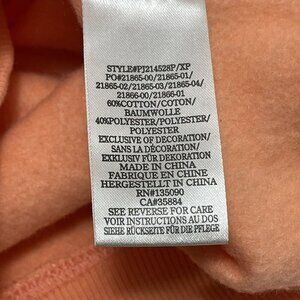 STYLE#PJ214528P/XP
PO#21865-00/21865-01/
21865-02/21865-03/21865-04/
21866-00/21866-01
60%COTTON/COTON/
BAUMWOLLE
40%POLYESTER/POLYESTER/
POLYESTER
EXCLUSIVE OF DECORATION/
SANS LA DÉCORATION/
EXKLUSIV FÜR DEKORATION
MADE IN CHINA
FABRIQUE EN CHINE
HERGESTELLT IN CHINA
RN#135090
CA#35884
SEE REVERSE FOR CARE
VOIR INSTRUCTIONS AU DOS
SIEHE RÜCKSEITE FÜR DIE PFLEGE